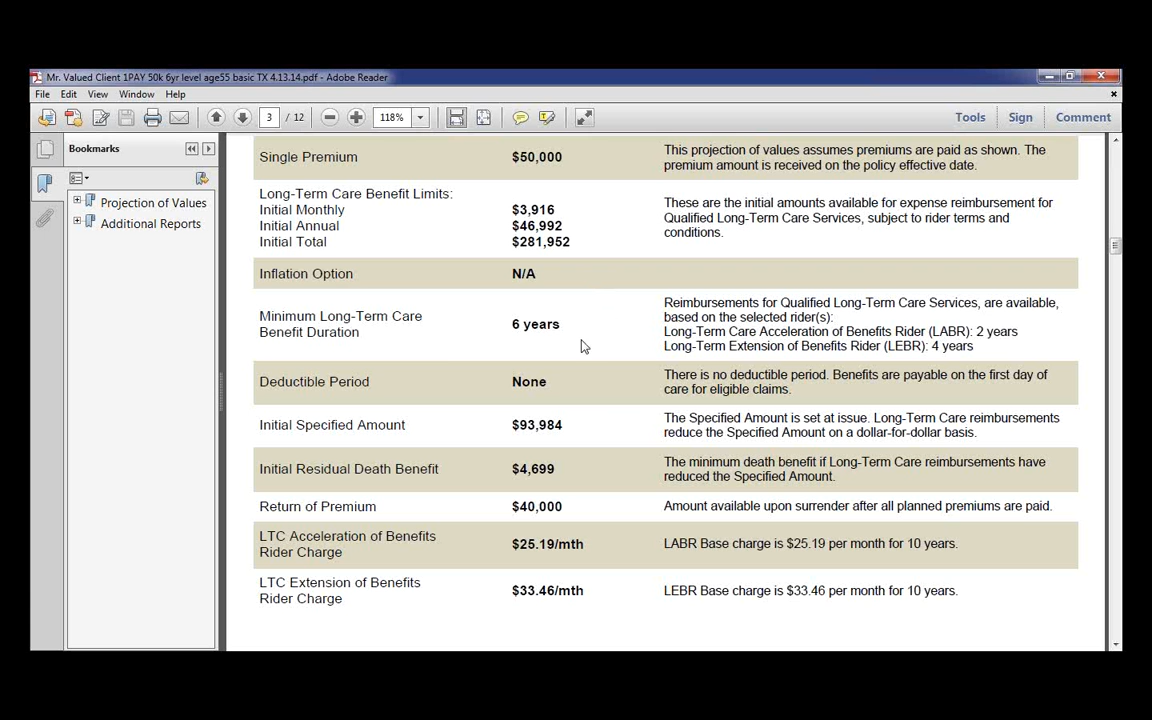 Mr. Valued Client 1PAY 50k 6yr level age55 basic TX 4.13.14.pdf - Adobe Reader
File Edit View Window Help
3 / 12 118% Tools Sign Comment
Bookmarks
Projection of Values
Additional Reports
Single Premium $50,000 This projection of values assumes premiums are paid as shown. The
premium amount is received on the policy effective date.
Long-Term Care Benefit Limits:
Initial Monthly $3,916
Initial Annual $46,992
Initial Total $281,952
These are the initial amounts available for expense reimbursement for
Qualified Long-Term Care Services, subject to rider terms and
conditions.
Inflation Option N/A
Minimum Long-Term Care
Benefit Duration
6 years
Reimbursements for Qualified Long-Term Care Services, are available,
based on the selected rider(s):
Long-Term Care Acceleration of Benefits Rider (LABR): 2 years
Long-Term Extension of Benefits Rider (LEBR): 4 years
Deductible Period None There is no deductible period. Benefits are payable on the first day of
care for eligible claims.
Initial Specified Amount $93,984 The Specified Amount is set at issue. Long-Term Care reimbursements
reduce the Specified Amount on a dollar-for-dollar basis.
Initial Residual Death Benefit $4,699 The minimum death benefit if Long-Term Care reimbursements have
reduced the Specified Amount.
Return of Premium $40,000 Amount available upon surrender after all planned premiums are paid.
LTC Acceleration of Benefits
Rider Charge
$25.19/mth LABR Base charge is $25.19 per month for 10 years.
LTC Extension of Benefits
Rider Charge
$33.46/mth LEBR Base charge is $33.46 per month for 10 years.